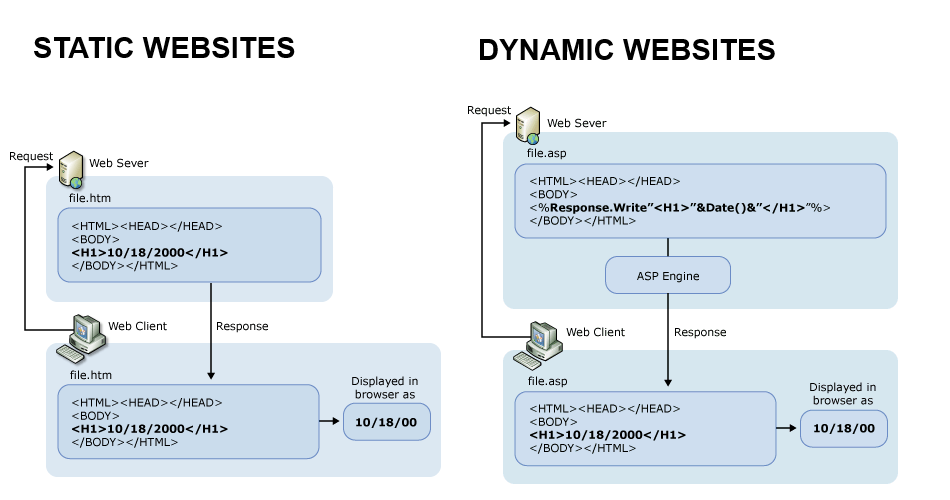 STATIC WEBSITES
Request
Web Sever
file.htm
<HTML><HEAD></HEAD>
<BODY>
<H1>10/18/2000</H1>
</BODY></HTML>
Web Client
Response
file.htm
<HTML><HEAD></HEAD>
<BODY>
<H1>10/18/2000</H1>
</BODY></HTML>
Displayed in
browser as
10/18/00
DYNAMIC WEBSITES
Request
Web Sever
file.asp
<HTML><HEAD></HEAD>
<BODY>
<%Response.Write”<H1>”&Date()&”</H1>”%>
</BODY></HTML>
ASP Engine
Web Client
Response
file.asp
<HTML><HEAD></HEAD>
<BODY>
<H1>10/18/2000</H1>
</BODY></HTML>
Displayed in
browser as
10/18/00